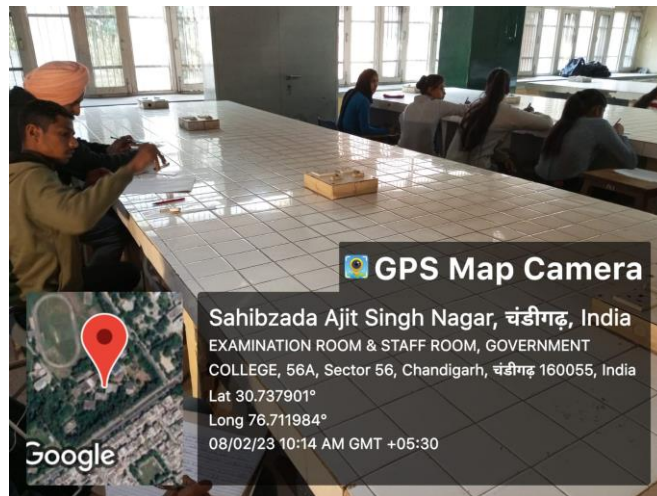 GPS Map Camera
Sahibzada Ajit Singh Nagar, चंडीगढ़, India
EXAMINATION ROOM & STAFF ROOM, GOVERNMENT
COLLEGE, 56A, Sector 56, Chandigarh, चंडीगढ़ 160055, India
Lat 30.737901°
Long 76.711984°
08/02/23 10:14 AM GMT +05:30
Google